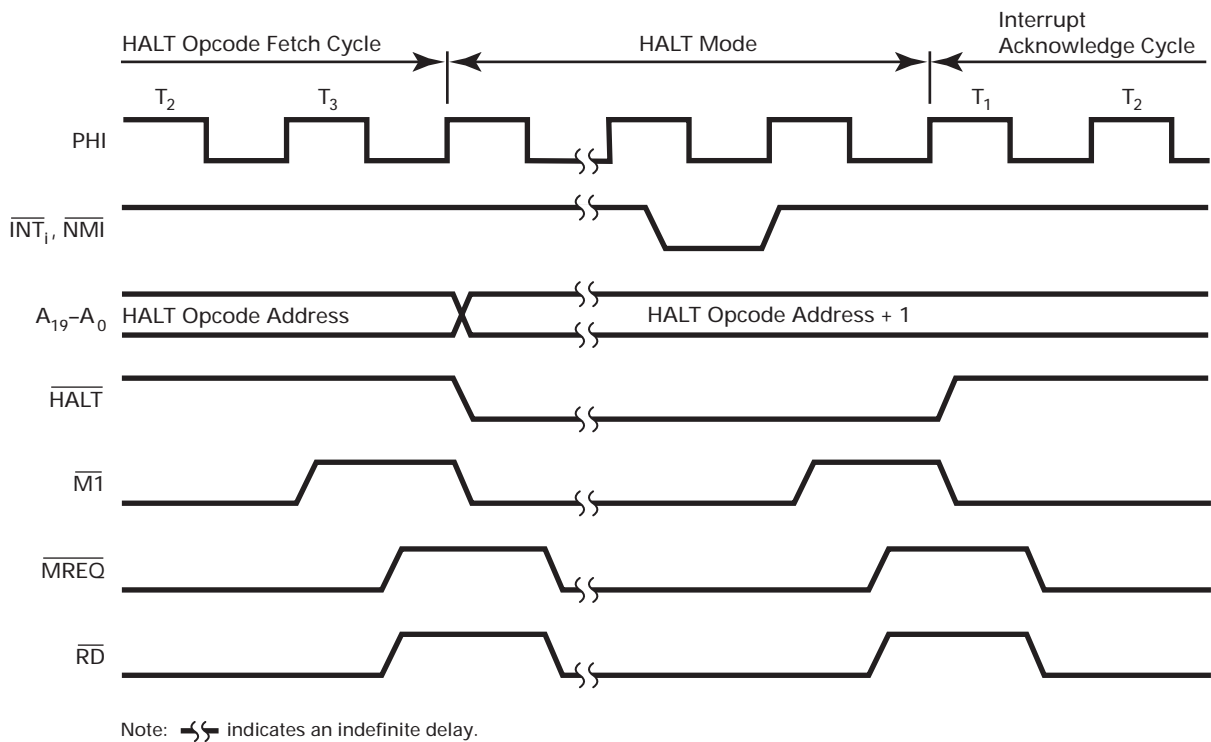 HALT Opcode Fetch Cycle
HALT Mode
Interrupt
Acknowledge Cycle
T2
T3
T1
T2
PHI
INTi, NMI
A19–A0
HALT Opcode Address
HALT Opcode Address + 1
HALT
M1
MREQ
RD
Note: indicates an indefinite delay.